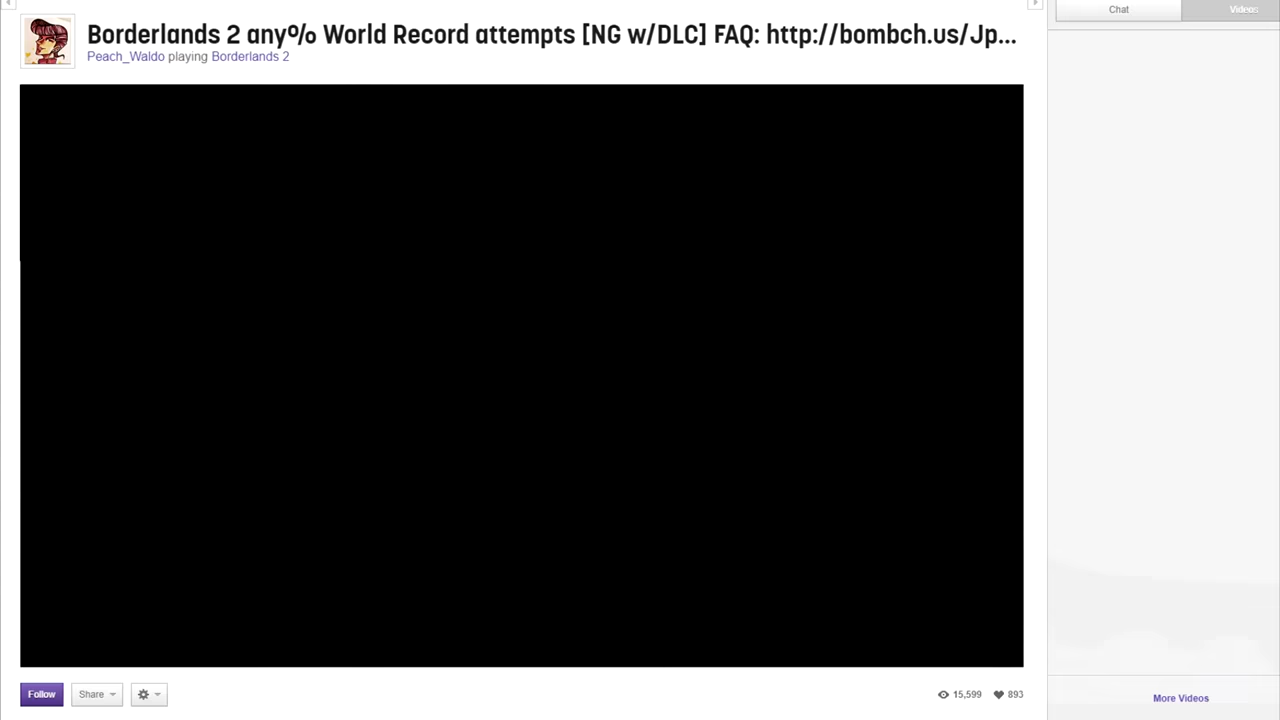 Borderlands 2 any% World Record attempts [NG w/DLC] FAQ: http://bombch.us/Jp...
Peach_Waldo playing Borderlands 2
Chat
Videos
Follow
Share
15,599
893
More Videos